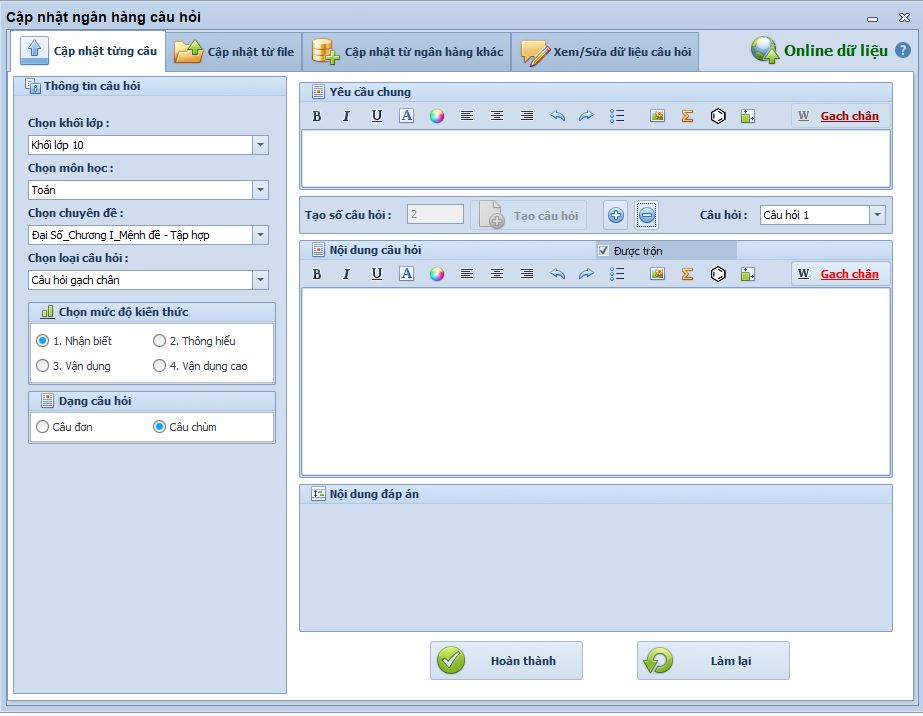 Cập nhật ngân hàng câu hỏi
Cập nhật từng câu
Cập nhật từ file
Cập nhật từ ngân hàng khác
Xem/Sửa dữ liệu câu hỏi
Online dữ liệu
Thông tin câu hỏi
Chọn khối lớp :
Khối lớp 10
Chọn môn học :
Toán
Chọn chuyên đề :
Đại Số_Chương I_Mệnh đề - Tập hợp
Chọn loại câu hỏi :
Câu hỏi gạch chân
Chọn mức độ kiến thức
1. Nhận biết
2. Thông hiểu
3. Vận dụng
4. Vận dụng cao
Dạng câu hỏi
Câu đơn
Câu chùm
Yêu cầu chung
B I U A Σ W Gạch chân
Tạo số câu hỏi :
2
Tạo câu hỏi
Câu hỏi :
Câu hỏi 1
Nội dung câu hỏi
Được trộn
B I U A Σ W Gạch chân
Nội dung đáp án
Hoàn thành
Làm lại